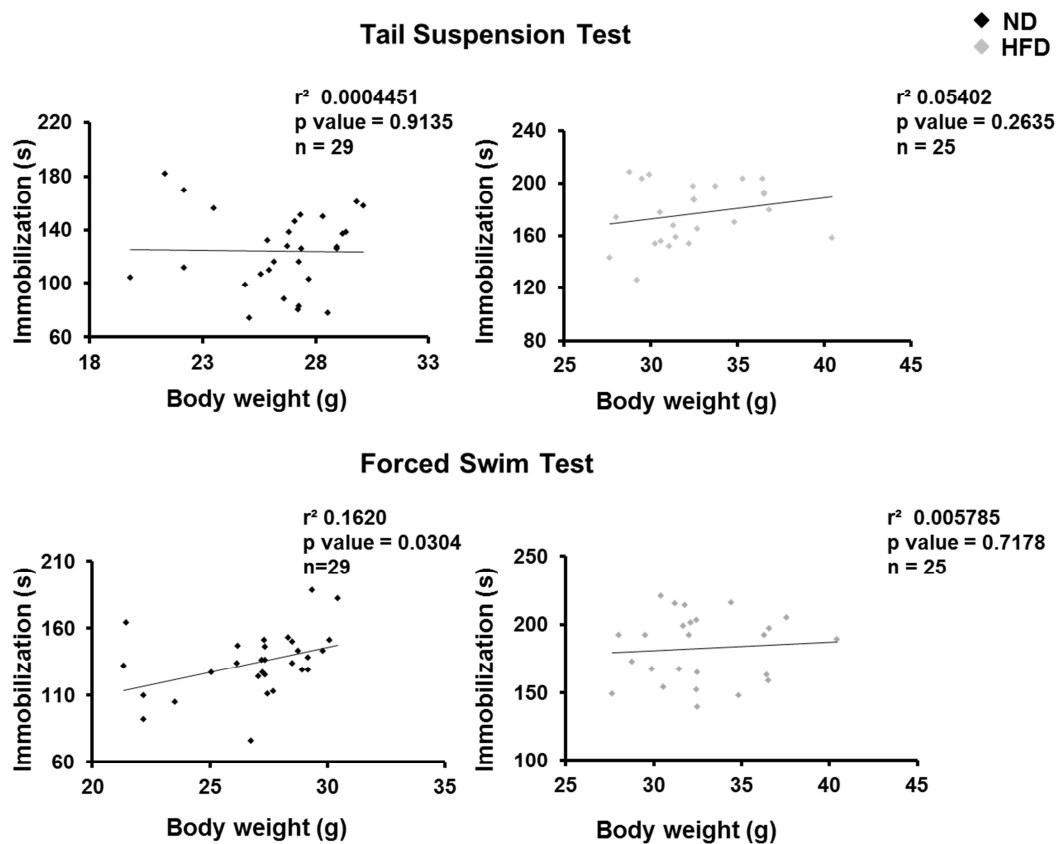 Tail Suspension Test
◆ ND
◆ HFD
r² 0.0004451
p value = 0.9135
n = 29
Immobilization (s)
220
180
140
100
60
18 23 28 33
Body weight (g)
r² 0.05402
p value = 0.2635
n = 25
Immobilization (s)
240
200
160
120
80
25 30 35 40 45
Body weight (g)
Forced Swim Test
r² 0.1620
p value = 0.0304
n=29
Immobilization (s)
210
160
110
60
20 25 30 35
Body weight (g)
r² 0.005785
p value = 0.7178
n = 25
Immobilization (s)
250
200
150
100
25 30 35 40 45
Body weight (g)